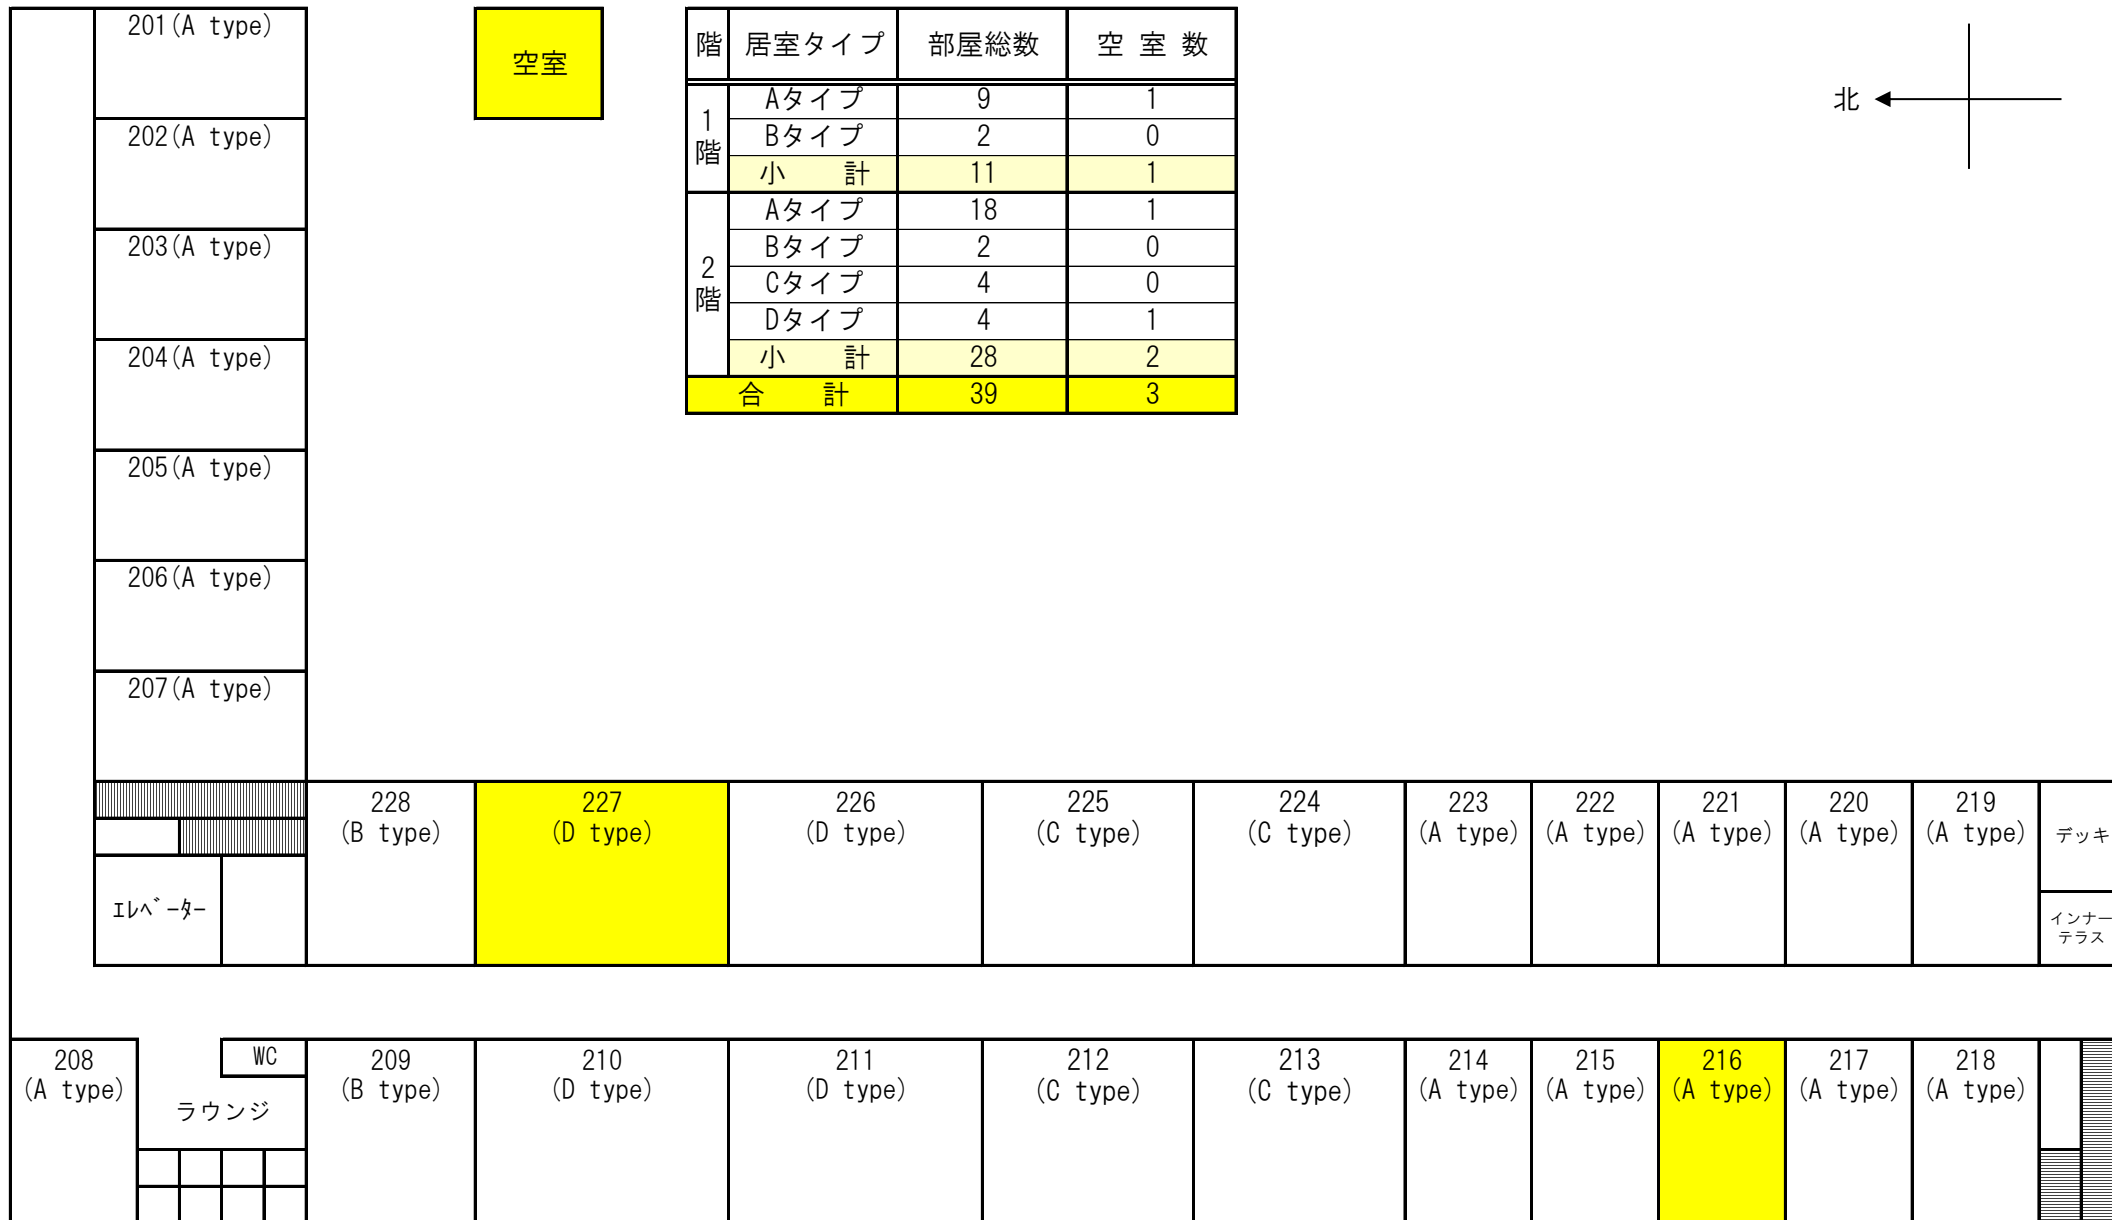 201(A type)
202(A type)
203(A type)
204(A type)
205(A type)
206(A type)
207(A type)
空室
階 居室タイプ 部屋総数 空 室 数
1階
Aタイプ 9 1
Bタイプ 2 0
小 計 11 1
2階
Aタイプ 18 1
Bタイプ 2 0
Cタイプ 4 0
Dタイプ 4 1
小 計 28 2
合 計 39 3
北
228 227 226 225 224 223 222 221 220 219
(B type) (D type) (D type) (C type) (C type) (A type) (A type) (A type) (A type) (A type)
デッキ
ｴﾚﾍﾞｰﾀｰ
インナー
テラス
208 WC 209 210 211 212 213 214 215 216 217 218
(A type) (B type) (D type) (D type) (C type) (C type) (A type) (A type) (A type) (A type) (A type)
ラウンジ